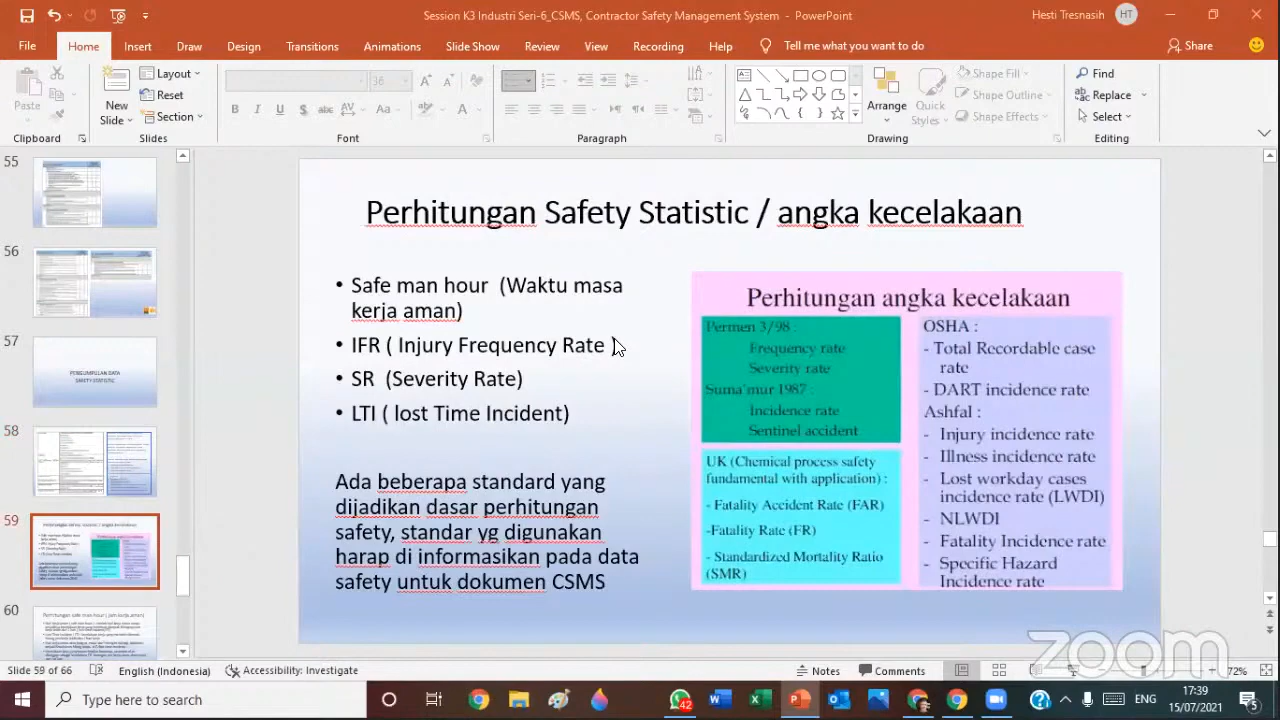 Session K3 Industri Seri-6_CSMS, Contractor Safety Management System - PowerPoint
Hesti Tresnasih
HT
File Home Insert Draw Design Transitions Animations Slide Show Review View Recording Help Tell me what you want to do
Share
Paste
New Slide
Layout
Reset
Section
36
B I U S abc AV Aa
Arrange
Quick Styles
Shape Fill
Shape Outline
Shape Effects
Find
Replace
Select
Clipboard Slides Font Paragraph Drawing Editing
55
56
57
PENGUMPULAN DATA
SAFETY STATISTIC
58
59
60
Perhitungan Safety Statistic / angka kecelakaan
• Safe man hour (Waktu masa
kerja aman)
• IFR ( Injury Frequency Rate )
• SR (Severity Rate)
• LTI ( lost Time Incident)
Ada beberapa standard yang
dijadikan dasar perhitungan
safety, standar yg digunakan
harap di informasikan pada data
safety untuk dokumen CSMS
Perhitungan angka kecelakaan
Permen 3/98 :
Frequency rate
Severity rate
Suma'mur 1987 :
Incidence rate
Sentinel accident
UK (Chemical process safety
fundamental with application) :
- Fatality Accident Rate (FAR)
-Fatality Rate (FR)
- Standardized Mortality Ratio
(SMR)
OSHA :
- Total Recordable case
rate
- DART incidence rate
Ashfal :
Injury incidence rate
Illness incidence rate
Lost workday cases
incidence rate (LWDI)
NLWDI
Fatality Incidence rate
Specific Hazard
Incidence rate
zoom
Slide 59 of 66
English (Indonesia)
Accessibility: Investigate
Notes
Comments
72%
Type here to search
42
ENG
17:39
15/07/2021
5